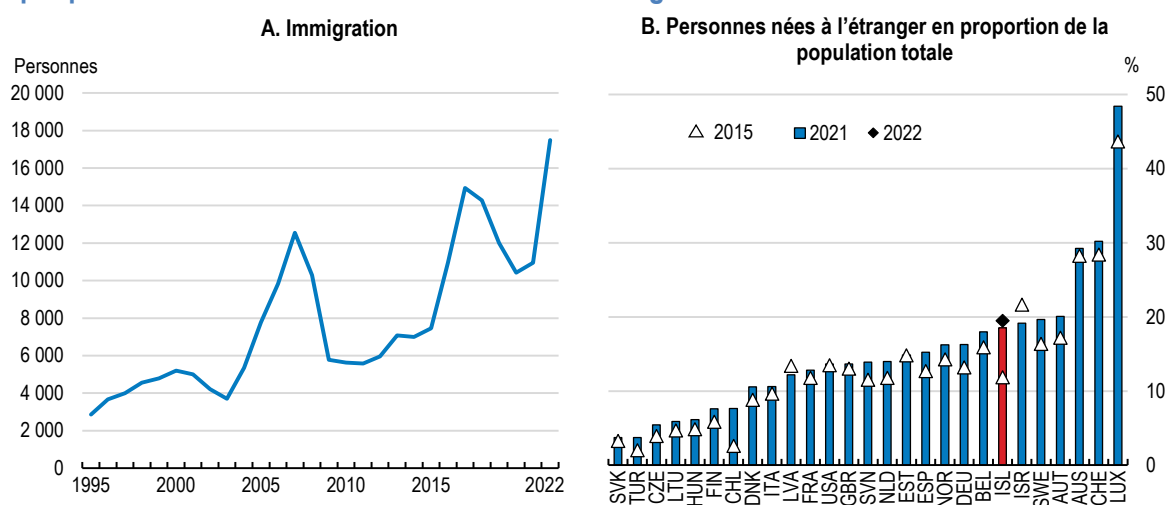 A. Immigration
Personnes
20 000
18 000
16 000
14 000
12 000
10 000
8 000
6 000
4 000
2 000
0
1995 2000 2005 2010 2015 2022
B. Personnes nées à l'étranger en proportion de la
population totale
%
50
40
30
20
10
0
2015 2021 2022
SVK TUR CZE LTU HUN FIN CHL DNK ITA LVA FRA USA GBR SVN NLD EST ESP NOR DEU BEL ISL ISR SWE AUT AUS CHE LUX